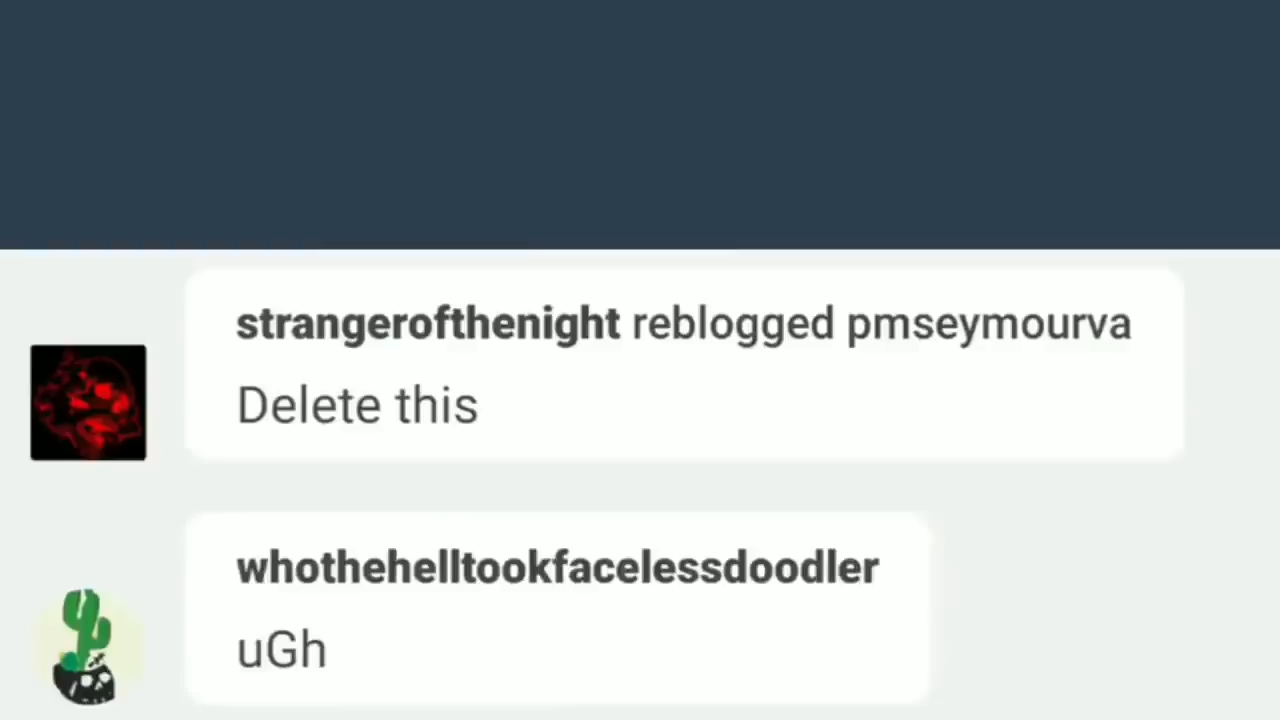 strangerofthenight reblogged pmseymourva
Delete this
whothehelltookfacelessdoodler
uGh